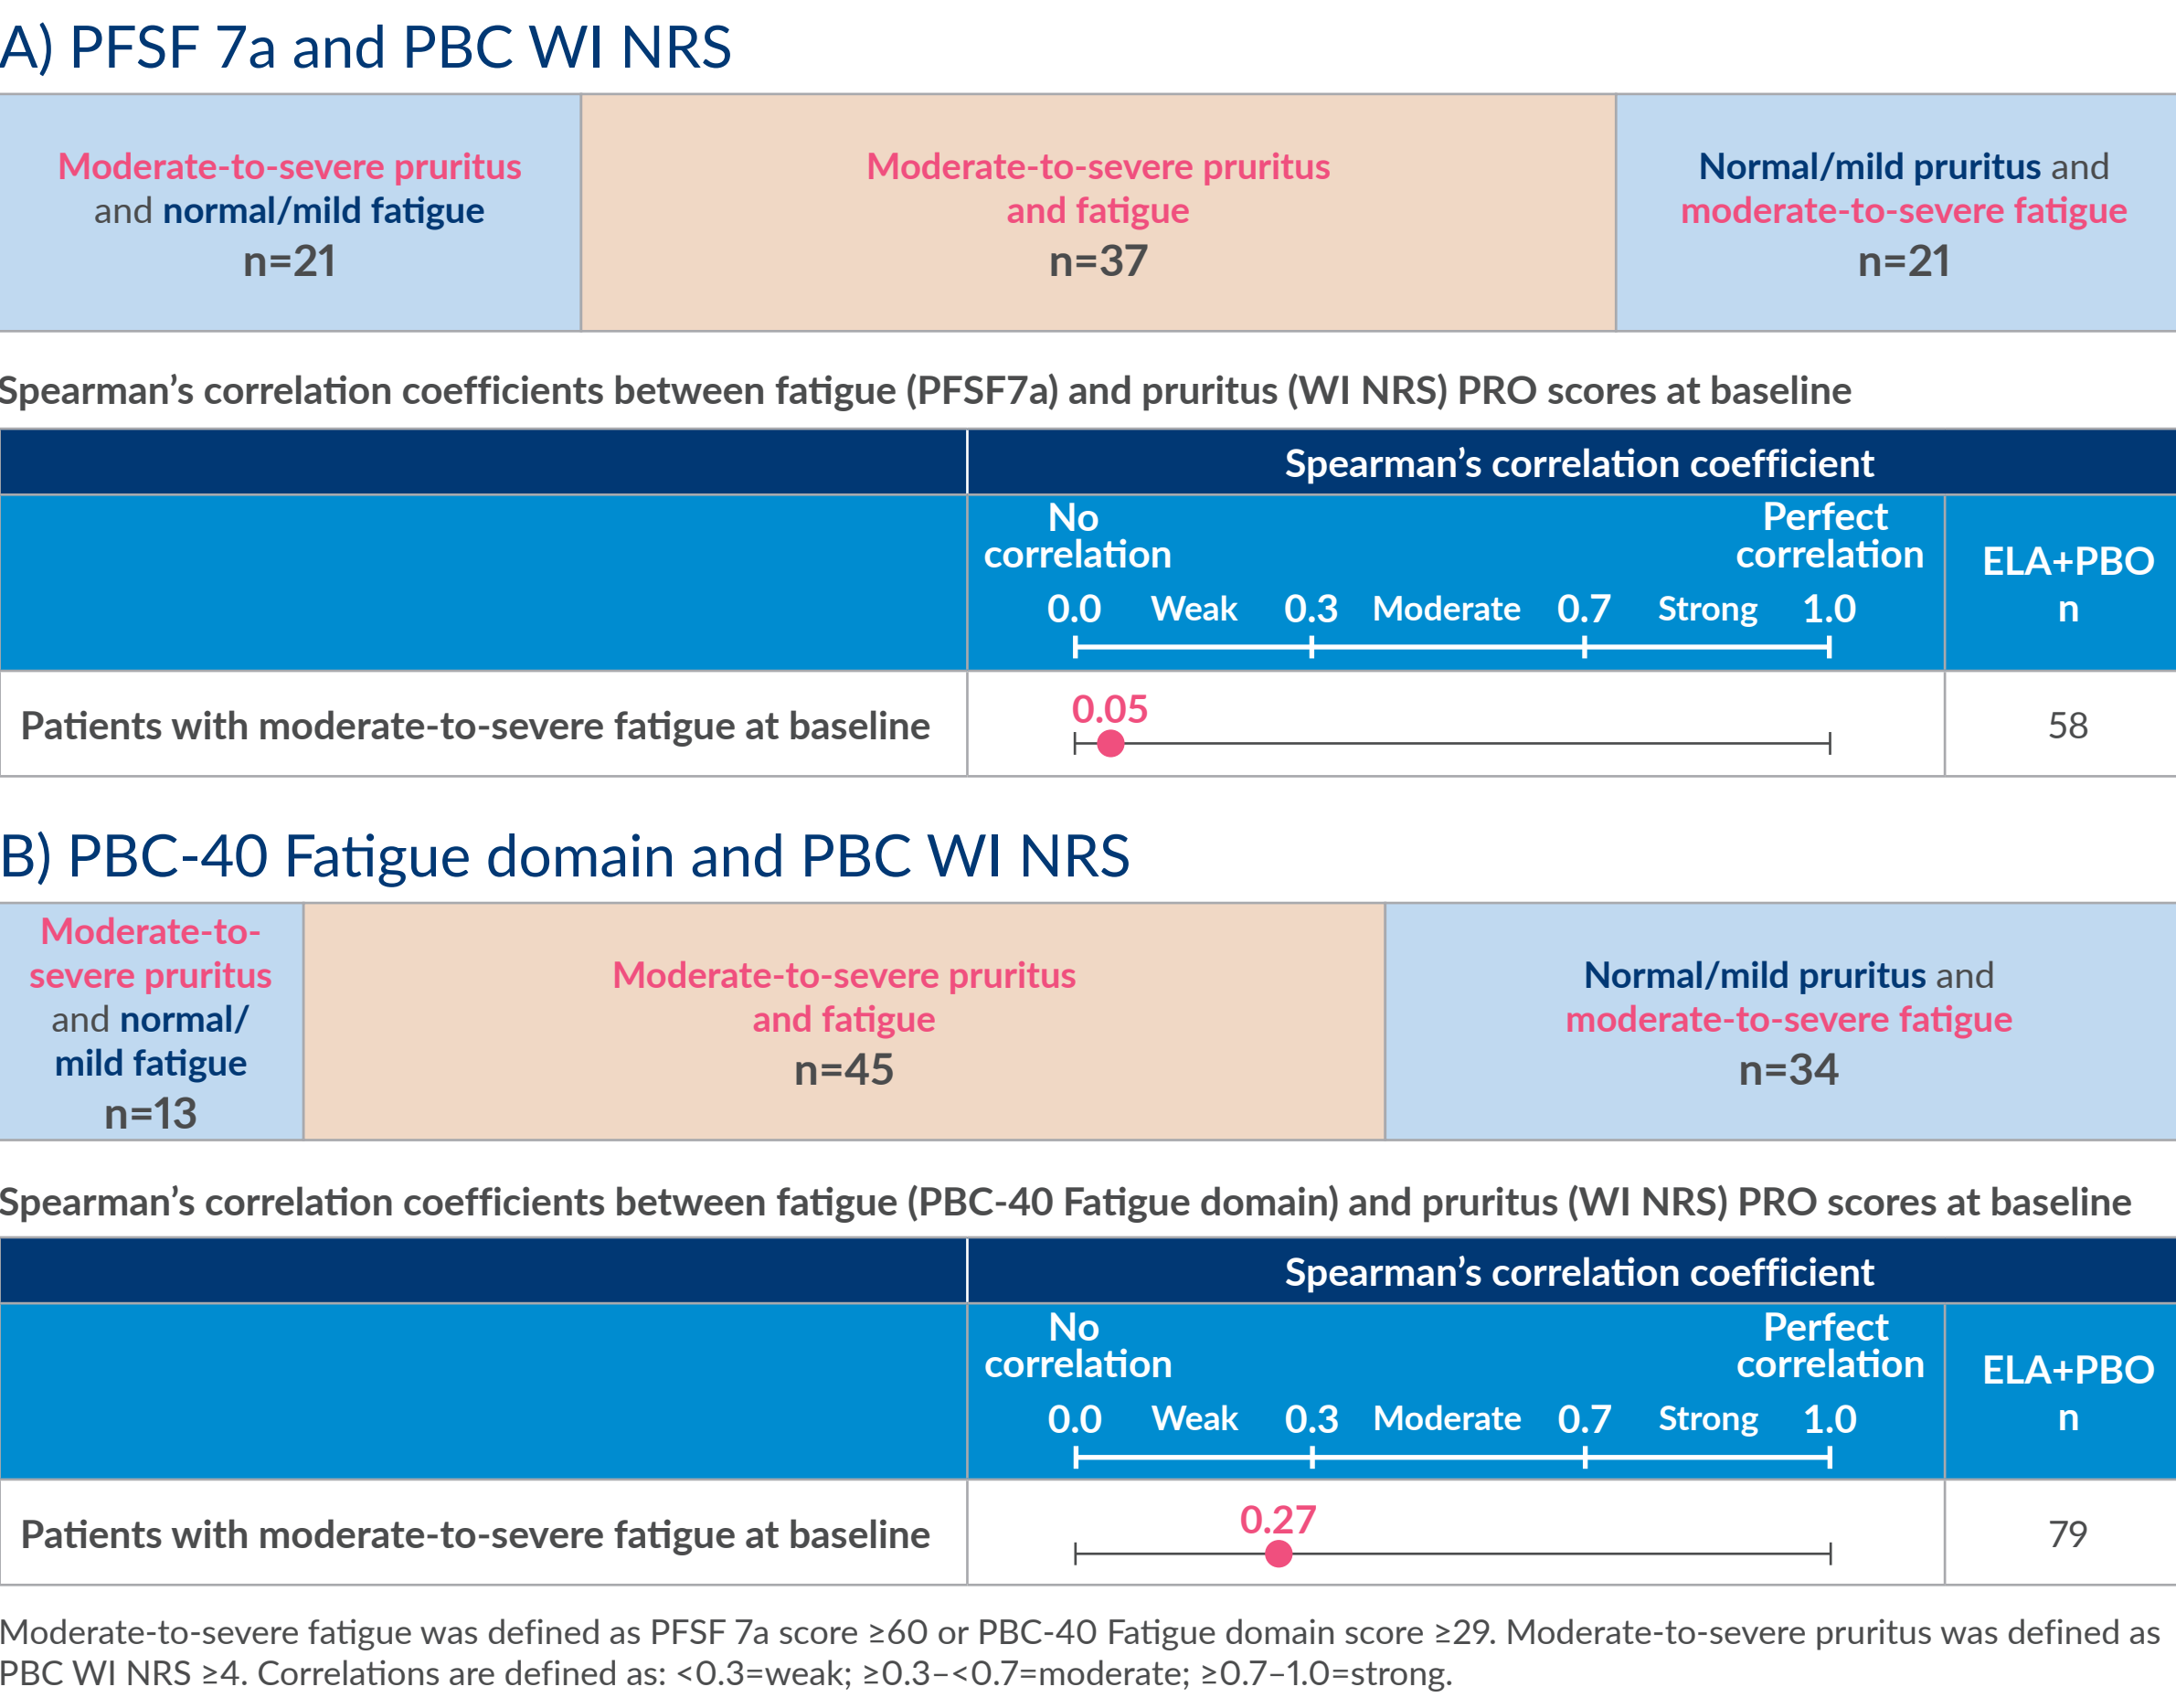 A) PFSF 7a and PBC WI NRS
Moderate-to-severe pruritus
and normal/mild fatigue
n=21
Moderate-to-severe pruritus
and fatigue
n=37
Normal/mild pruritus and
moderate-to-severe fatigue
n=21
Spearman’s correlation coefficients between fatigue (PFSF7a) and pruritus (WI NRS) PRO scores at baseline
Spearman’s correlation coefficient
No
correlation
Perfect
correlation
0.0 Weak 0.3 Moderate 0.7 Strong 1.0
ELA+PBO
n
Patients with moderate-to-severe fatigue at baseline
0.05
58
B) PBC-40 Fatigue domain and PBC WI NRS
Moderate-to-
severe pruritus
and normal/
mild fatigue
n=13
Moderate-to-severe pruritus
and fatigue
n=45
Normal/mild pruritus and
moderate-to-severe fatigue
n=34
Spearman’s correlation coefficients between fatigue (PBC-40 Fatigue domain) and pruritus (WI NRS) PRO scores at baseline
Spearman’s correlation coefficient
No
correlation
Perfect
correlation
0.0 Weak 0.3 Moderate 0.7 Strong 1.0
ELA+PBO
n
Patients with moderate-to-severe fatigue at baseline
0.27
79
Moderate-to-severe fatigue was defined as PFSF 7a score ≥60 or PBC-40 Fatigue domain score ≥29. Moderate-to-severe pruritus was defined as
PBC WI NRS ≥4. Correlations are defined as: <0.3=weak; ≥0.3–<0.7=moderate; ≥0.7–1.0=strong.